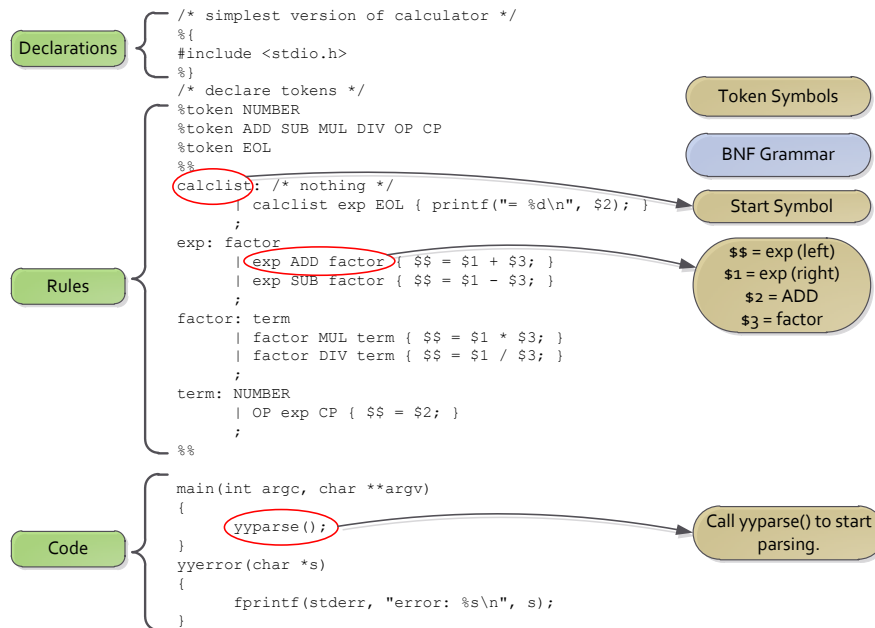 Declarations
Rules
Code
/* simplest version of calculator */
%{
#include <stdio.h>
%}
/* declare tokens */
%token NUMBER
%token ADD SUB MUL DIV OP CP
%token EOL
%%
calclist: /* nothing */
| calclist exp EOL { printf("= %d\n", $2); }
;
exp: factor
| exp ADD factor { $$ = $1 + $3; }
| exp SUB factor { $$ = $1 - $3; }
;
factor: term
| factor MUL term { $$ = $1 * $3; }
| factor DIV term { $$ = $1 / $3; }
;
term: NUMBER
| OP exp CP { $$ = $2; }
;
%%
main(int argc, char **argv)
{
yyparse();
}
yyerror(char *s)
{
fprintf(stderr, "error: %s\n", s);
}
Token Symbols
BNF Grammar
Start Symbol
$$ = exp (left)
$1 = exp (right)
$2 = ADD
$3 = factor
Call yyparse() to start
parsing.